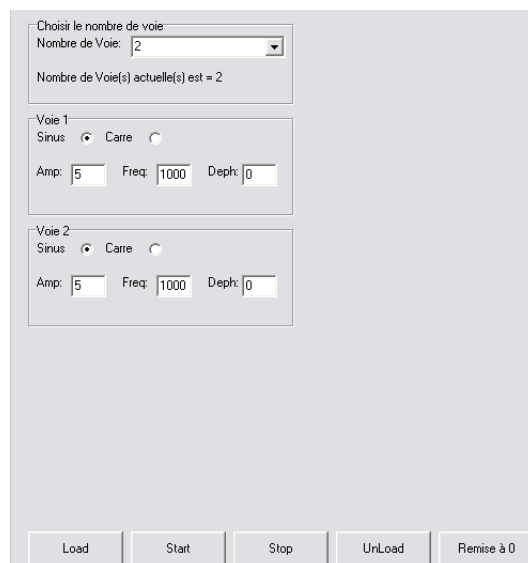 Choisir le nombre de voie
Nombre de Voie: 2
Nombre de Voie(s) actuelle(s) est = 2
Voie 1
Sinus Carre
Amp: 5 Freq: 1000 Deph: 0
Voie 2
Sinus Carre
Amp: 5 Freq: 1000 Deph: 0
Load Start Stop UnLoad Remise à 0